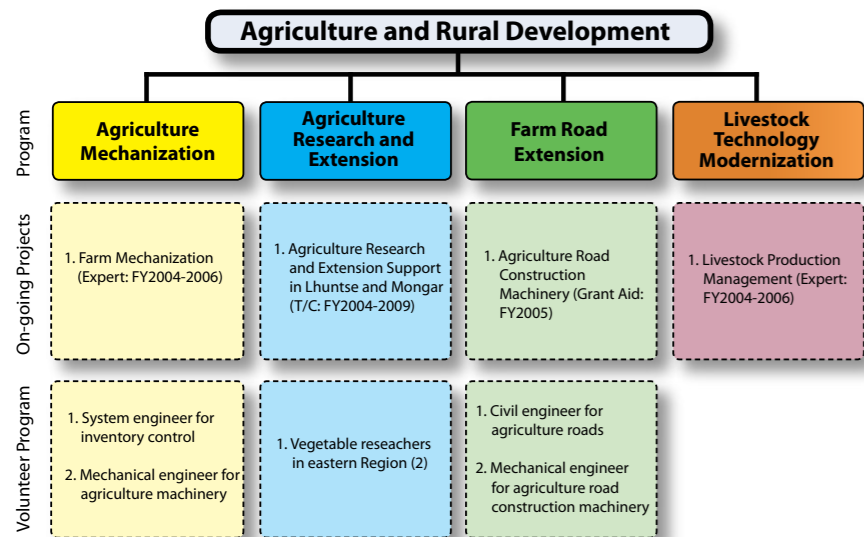 Agriculture and Rural Development
Program
Agriculture
Mechanization
Agriculture
Research and
Extension
Farm Road
Extension
Livestock
Technology
Modernization
On-going Projects
1. Farm Mechanization
(Expert: FY2004-2006)
1. Agriculture Research
and Extension Support
in Lhuntse and Mongar
(T/C: FY2004-2009)
1. Agriculture Road
Construction
Machinery (Grant Aid:
FY2005)
1. Livestock Production
Management (Expert:
FY2004-2006)
Volunteer Program
1. System engineer for
inventory control
2. Mechanical engineer for
agriculture machinery
1. Vegetable reseachers
in eastern Region (2)
1. Civil engineer for
agriculture roads
2. Mechanical engineer
for agriculture road
construction machinery